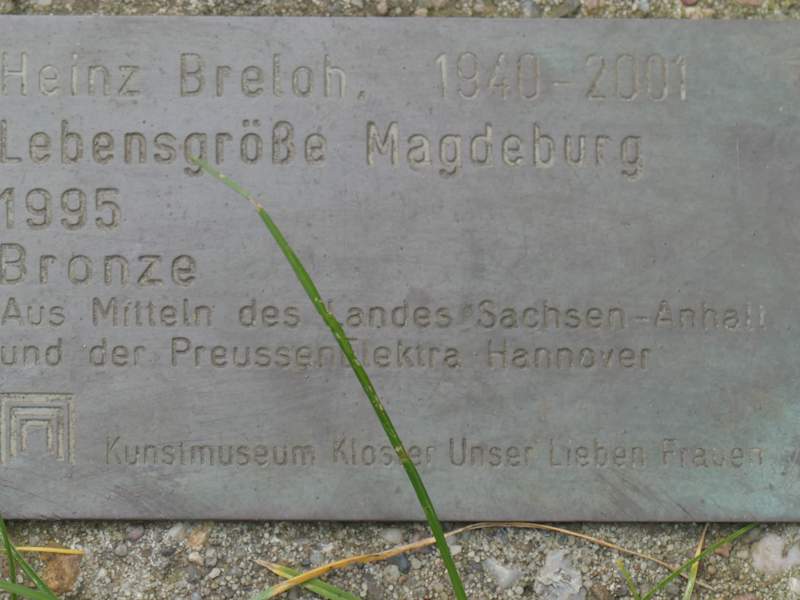 Heinz Breloh, 1940-2001
Lebensgröße Magdeburg
1995
Bronze
Aus Mitteln des Landes Sachsen-Anhalt
und der PreussenElektra Hannover
Kunstmuseum Kloster Unser Lieben Frauen